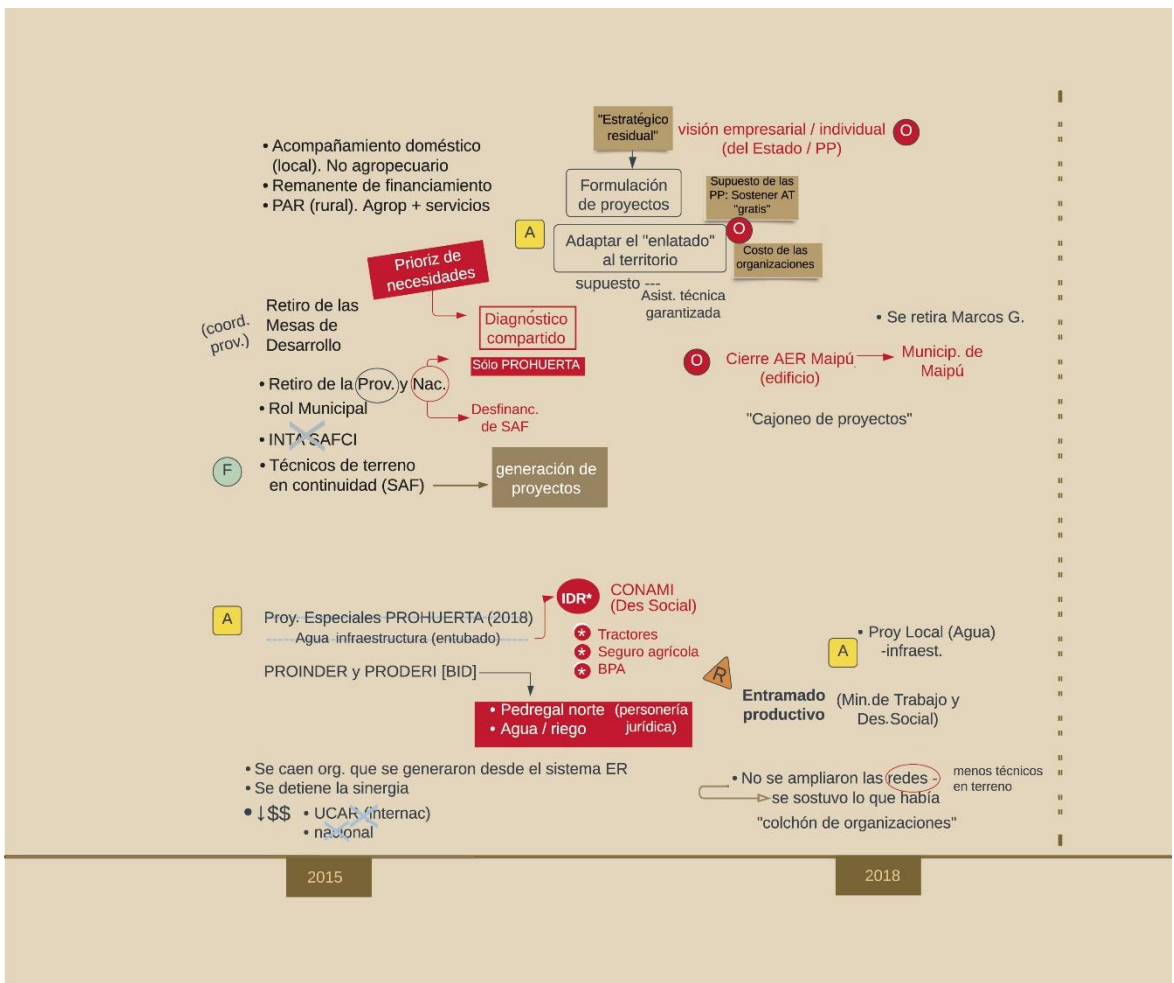 "Estratégico
residual"
visión empresarial / individual
(del Estado / PP)
O
• Acompañamiento doméstico
(local). No agropecuario
• Remanente de financiamiento
• PAR (rural). Agrop + servicios
Formulación
de proyectos
Supuesto de las
PP: Sostener AT
"gratis"
A
Adaptar el "enlatado"
al territorio
O
Costo de las
organizaciones
supuesto ---
Asist. técnica
garantizada
Prioriz de
necesidades
(coord.
prov.)
Retiro de las
Mesas de
Desarrollo
Diagnóstico
compartido
Sólo PROHUERTA
• Se retira Marcos G.
O
Cierre AER Maipú
(edificio)
Municip. de
Maipú
• Retiro de la Prov. y Nac.
• Rol Municipal
Desfinanc.
de SAF
"Cajoneo de proyectos"
• INTA SAFCI
F
• Técnicos de terreno
en continuidad (SAF)
generación de
proyectos
A
Proy. Especiales PROHUERTA (2018)
Agua infraestructura (entubado)
IDR*
CONAMI
(Des Social)
* Tractores
* Seguro agrícola
* BPA
PROINDER y PRODERI [BID]
• Pedregal norte (personería
• Agua / riego jurídica)
R
Entramado
productivo
(Min.de Trabajo y
Des.Social)
A
• Proy Local (Agua)
-infraest.
• Se caen org. que se generaron desde el sistema ER
• Se detiene la sinergia
• ↓$$ • UCAR (internac)
• nacional
• No se ampliaron las redes -
menos técnicos
en terreno
se sostuvo lo que había
"colchón de organizaciones"
2015
2018